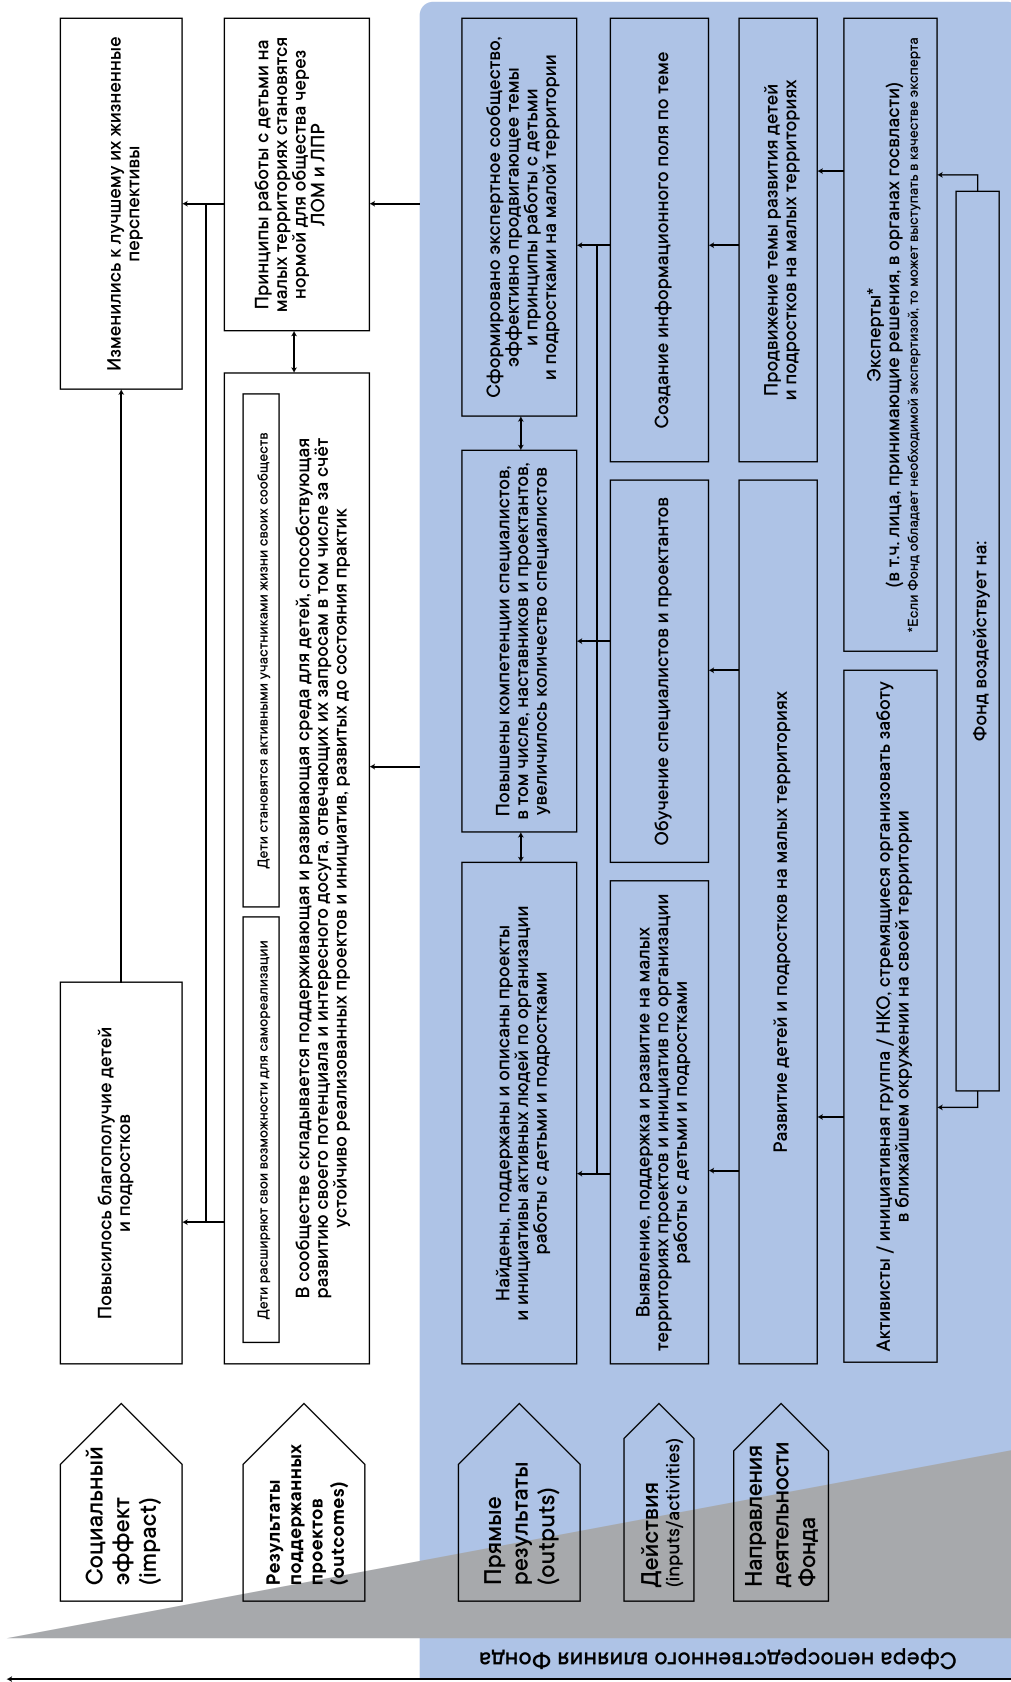 Социальный
эффект
(impact)
Повысилось благополучие детей
и подростков
Изменились к лучшему их жизненные
перспективы
Результаты
поддержанных
проектов
(outcomes)
Дети расширяют свои возможности для самореализации
Дети становятся активными участниками жизни своих сообществ
В сообществе складывается поддерживающая и развивающая среда для детей, способствующая
развитию своего потенциала и интересного досуга, отвечающих их запросам в том числе за счёт
устойчиво реализованных проектов и инициатив, развитых до состояния практик
Принципы работы с детьми на
малых территориях становятся
нормой для общества через
ЛОМ и ЛПР
Прямые
результаты
(outputs)
Найдены, поддержаны и описаны проекты
и инициативы активных людей по организации
работы с детьми и подростками
Повышены компетенции специалистов,
в том числе, наставников и проектантов,
увеличилось количество специалистов
Сформировано экспертное сообщество,
эффективно продвигающее темы
и принципы работы с детьми
и подростками на малой территории
Действия
(inputs/activities)
Выявление, поддержка и развитие на малых
территориях проектов и инициатив по организации
работы с детьми и подростками
Обучение специалистов и проектантов
Создание информационного поля по теме
Направления
деятельности
Фонда
Развитие детей и подростков на малых территориях
Продвижение темы развития детей
и подростков на малых территориях
Активисты / инициативная группа / НКО, стремящиеся организовать заботу
в ближайшем окружении на своей территории
Эксперты*
(в т.ч. лица, принимающие решения, в органах госвласти)
*Если Фонд обладает необходимой экспертизой, то может выступать в качестве эксперта
Фонд воздействует на:
Сфера непосредственного влияния Фонда